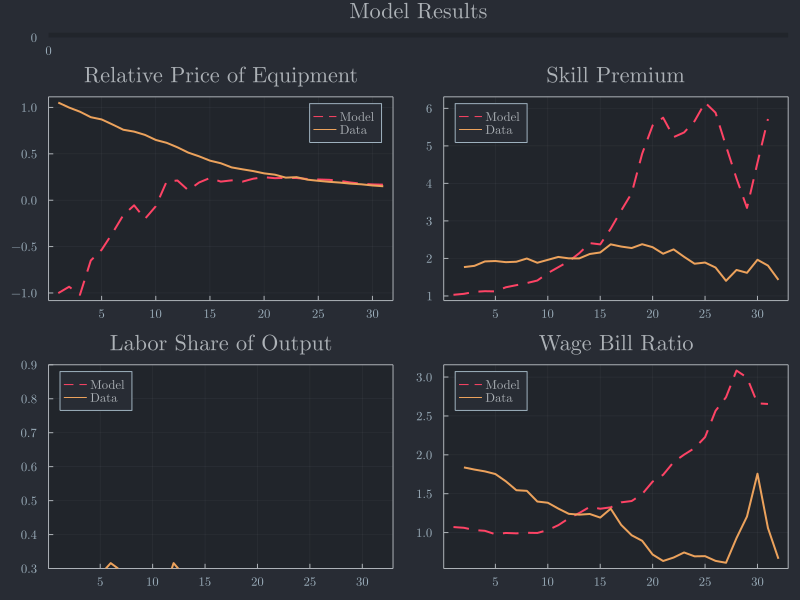 Model Results
0
0
Relative Price of Equipment
1.0
0.5
0.0
−0.5
−1.0
Model
Data
5 10 15 20 25 30
Skill Premium
6
5
4
3
2
1
Model
Data
5 10 15 20 25 30
Labor Share of Output
0.9
0.8
0.7
0.6
0.5
0.4
0.3
Model
Data
5 10 15 20 25 30
Wage Bill Ratio
3.0
2.5
2.0
1.5
1.0
Model
Data
5 10 15 20 25 30